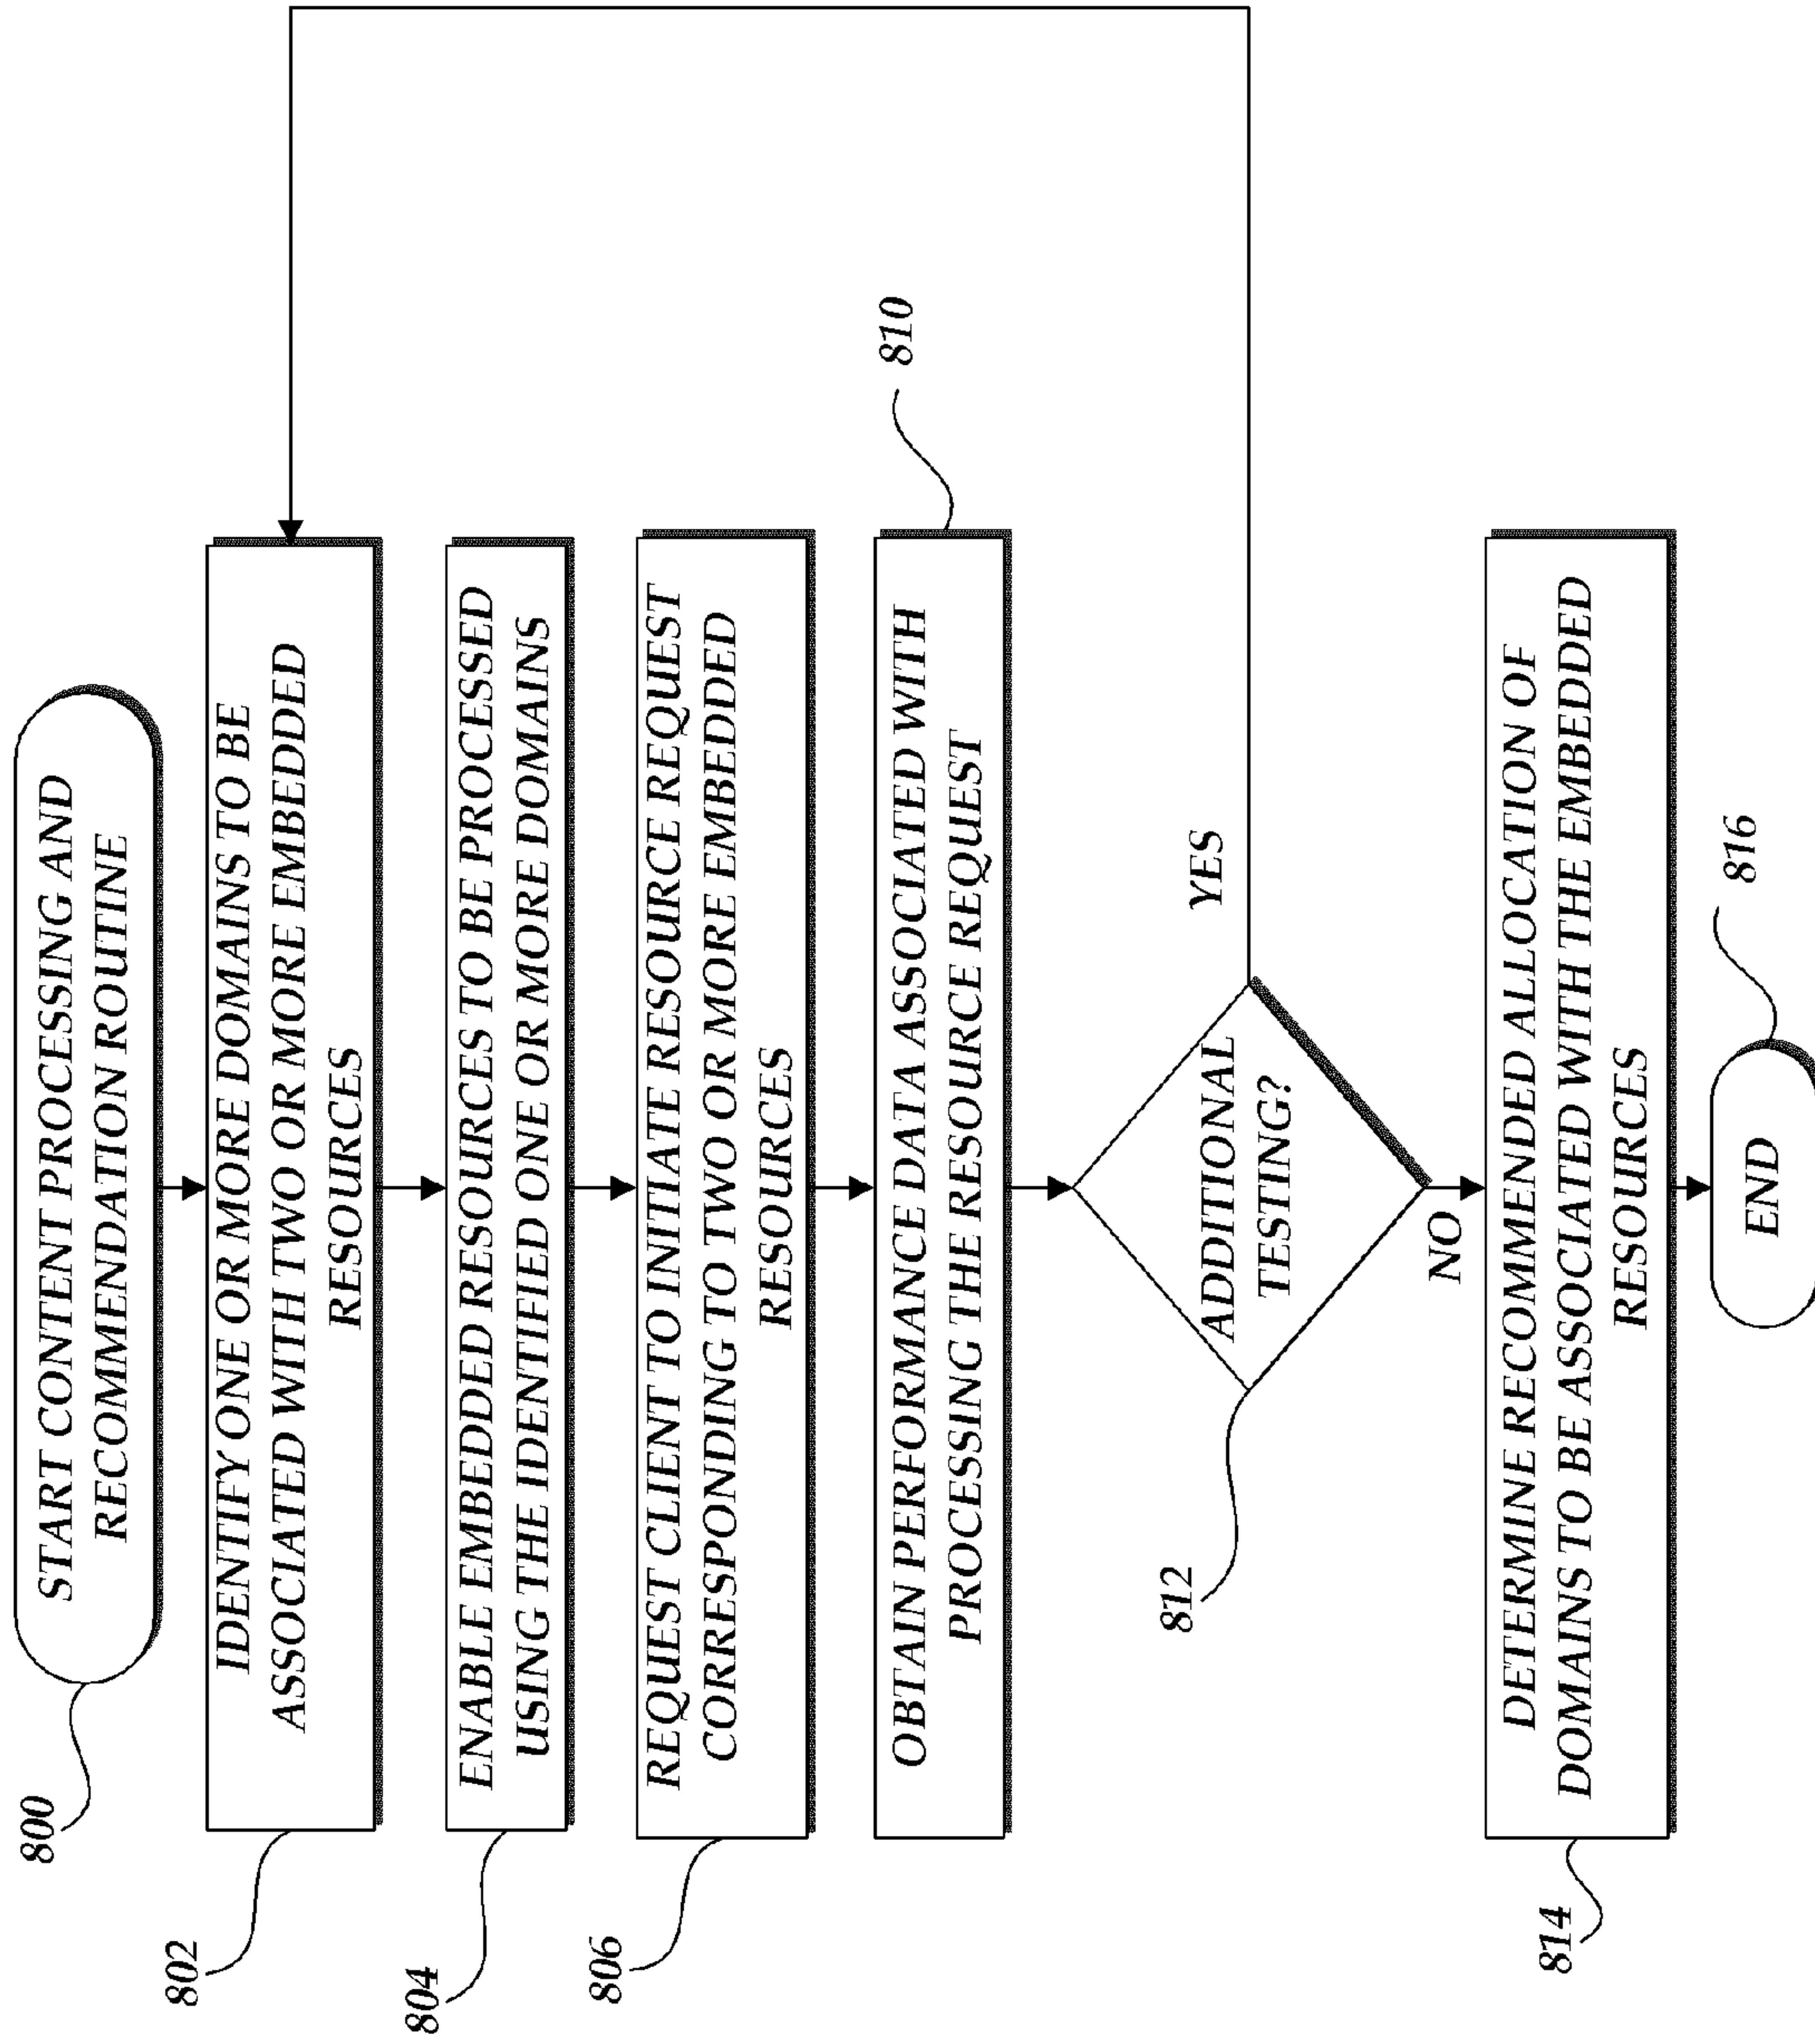 800
START CONTENT PROCESSING AND
RECOMMENDATION ROUTINE
802
IDENTIFY ONE OR MORE DOMAINS TO BE
ASSOCIATED WITH TWO OR MORE EMBEDDED
RESOURCES
804
ENABLE EMBEDDED RESOURCES TO BE PROCESSED
USING THE IDENTIFIED ONE OR MORE DOMAINS
806
REQUEST CLIENT TO INITIATE RESOURCE REQUEST
CORRESPONDING TO TWO OR MORE EMBEDDED
RESOURCES
810
OBTAIN PERFORMANCE DATA ASSOCIATED WITH
PROCESSING THE RESOURCE REQUEST
812
ADDITIONAL
TESTING?
YES
NO
814
DETERMINE RECOMMENDED ALLOCATION OF
DOMAINS TO BE ASSOCIATED WITH THE EMBEDDED
RESOURCES
816
END